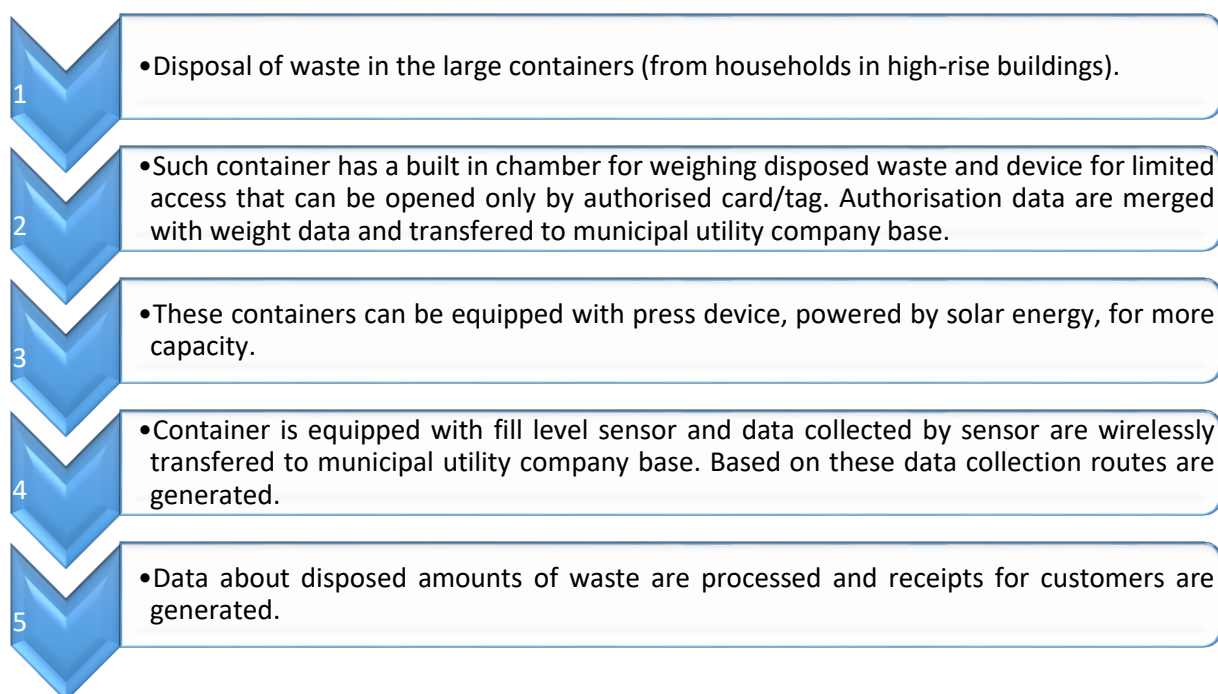 1
•Disposal of waste in the large containers (from households in high-rise buildings).
2
•Such container has a built in chamber for weighing disposed waste and device for limited
access that can be opened only by authorised card/tag. Authorisation data are merged
with weight data and transfered to municipal utility company base.
3
•These containers can be equipped with press device, powered by solar energy, for more
capacity.
4
•Container is equipped with fill level sensor and data collected by sensor are wirelessly
transfered to municipal utility company base. Based on these data collection routes are
generated.
5
•Data about disposed amounts of waste are processed and receipts for customers are
generated.